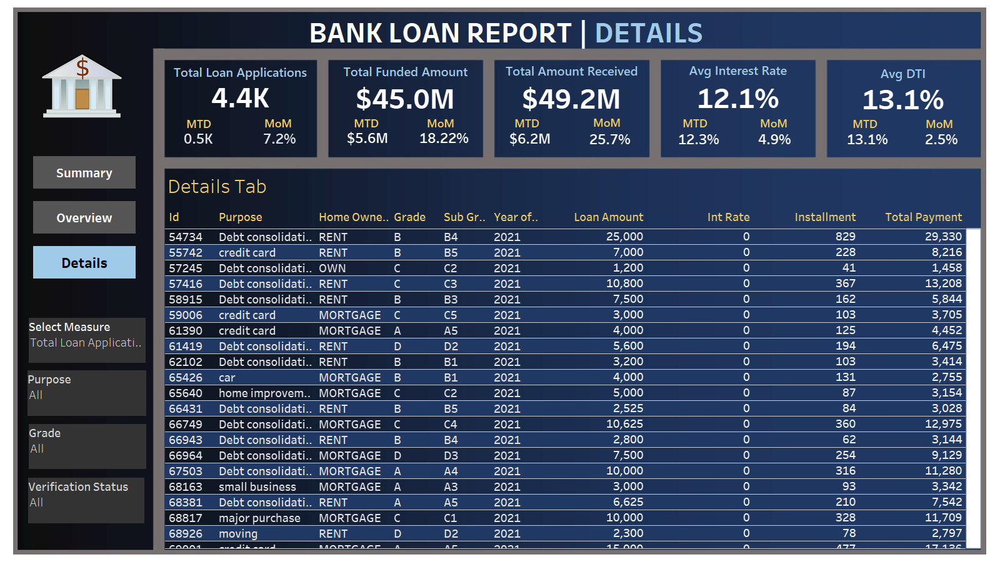 BANK LOAN REPORT | DETAILS
$
Summary
Overview
Details
Select Measure
Total Loan Applicati..
Purpose
All
Grade
All
Verification Status
All
Total Loan Applications
4.4K
MTD MoM
0.5K 7.2%
Total Funded Amount
$45.0M
MTD MoM
$5.6M 18.22%
Total Amount Received
$49.2M
MTD MoM
$6.2M 25.7%
Avg Interest Rate
12.1%
MTD MoM
12.3% 4.9%
Avg DTI
13.1%
MTD MoM
13.1% 2.5%
Details Tab
Id Purpose Home Owne.. Grade Sub Gr.. Year of.. Loan Amount Int Rate Installment Total Payment
54734 Debt consolidati.. RENT B B4 2021 25,000 0 829 29,330
55742 credit card RENT B B5 2021 7,000 0 228 8,216
57245 Debt consolidati.. OWN C C2 2021 1,200 0 41 1,458
57416 Debt consolidati.. RENT C C3 2021 10,800 0 367 13,208
58915 Debt consolidati.. RENT B B3 2021 7,500 0 162 5,844
59006 credit card MORTGAGE C C5 2021 3,000 0 103 3,705
61390 credit card MORTGAGE A A5 2021 4,000 0 125 4,452
61419 Debt consolidati.. RENT D D2 2021 5,600 0 194 6,475
62102 Debt consolidati.. RENT B B1 2021 3,200 0 103 3,414
65426 car MORTGAGE B B1 2021 4,000 0 131 2,755
65640 home improvem.. MORTGAGE C C2 2021 5,000 0 87 3,154
66431 Debt consolidati.. RENT B B5 2021 2,525 0 84 3,028
66749 Debt consolidati.. MORTGAGE C C4 2021 10,625 0 360 12,975
66943 Debt consolidati.. RENT B B4 2021 2,800 0 62 3,144
66964 Debt consolidati.. MORTGAGE D D3 2021 7,500 0 254 9,129
67503 Debt consolidati.. MORTGAGE A A4 2021 10,000 0 316 11,280
68163 small business MORTGAGE A A3 2021 3,000 0 93 3,342
68381 Debt consolidati.. RENT A A5 2021 6,625 0 210 7,542
68817 major purchase MORTGAGE C C1 2021 10,000 0 328 11,709
68926 moving RENT D D2 2021 2,300 0 78 2,797
credit card MORTGAGE 2021 15,000 0 477